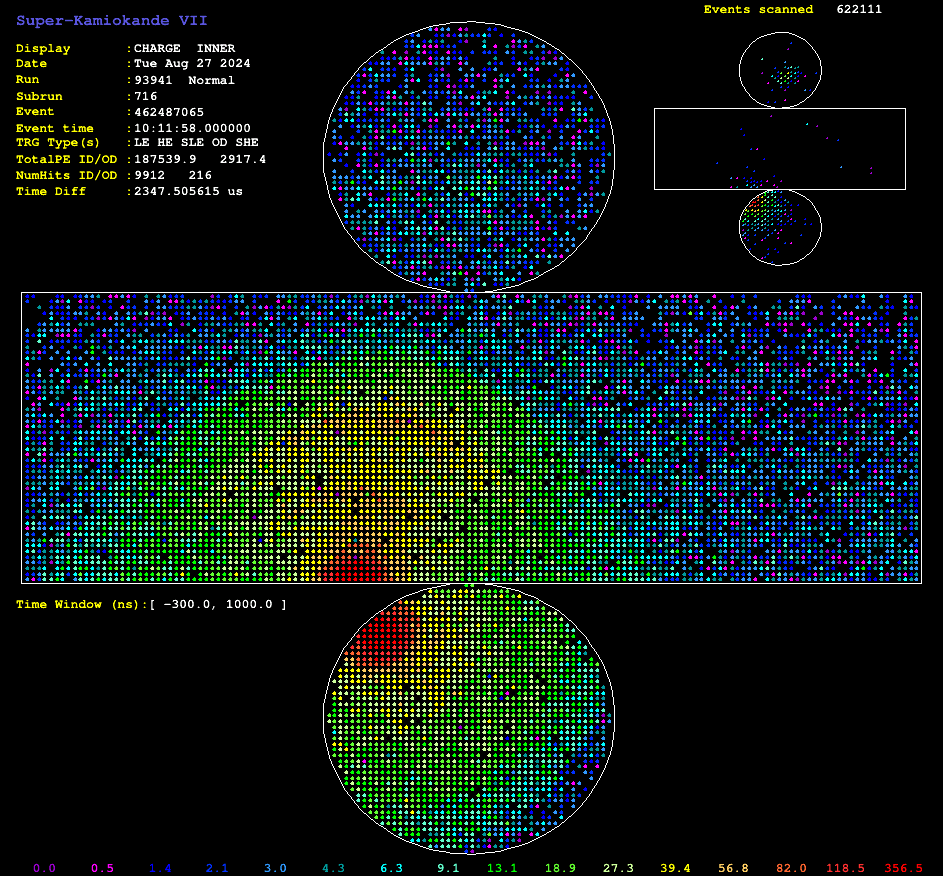 Super-Kamiokande VII
Events scanned 622111
Display :CHARGE INNER
Date :Tue Aug 27 2024
Run :93941 Normal
Subrun :716
Event :462487065
Event time :10:11:58.000000
TRG Type(s) :LE HE SLE OD SHE
TotalPE ID/OD :187539.9 2917.4
NumHits ID/OD :9912 216
Time Diff :2347.505615 us
Time Window (ns):[ −300.0, 1000.0 ]
0.0 0.5 1.4 2.1 3.0 4.3 6.3 9.1 13.1 18.9 27.3 39.4 56.8 82.0 118.5 356.5